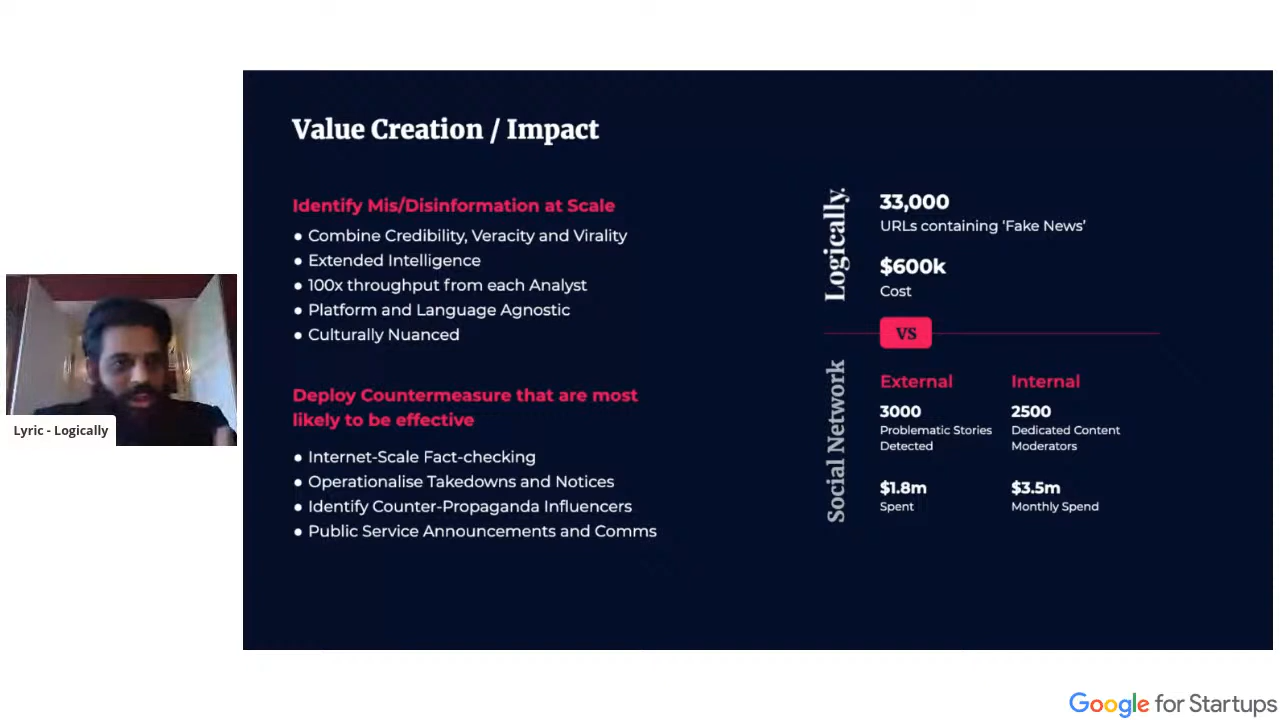 Value Creation / Impact
Identify Mis/Disinformation at Scale
● Combine Credibility, Veracity and Virality
● Extended Intelligence
● 100x throughput from each Analyst
● Platform and Language Agnostic
● Culturally Nuanced
Deploy Countermeasure that are most
likely to be effective
● Internet-Scale Fact-checking
● Operationalise Takedowns and Notices
● Identify Counter-Propaganda Influencers
● Public Service Announcements and Comms
Logically.
33,000
URLs containing ‘Fake News’
$600k
Cost
VS
Social Network
External
3000
Problematic Stories
Detected
$1.8m
Spent
Internal
2500
Dedicated Content
Moderators
$3.5m
Monthly Spend
Lyric - Logically
Google for Startups